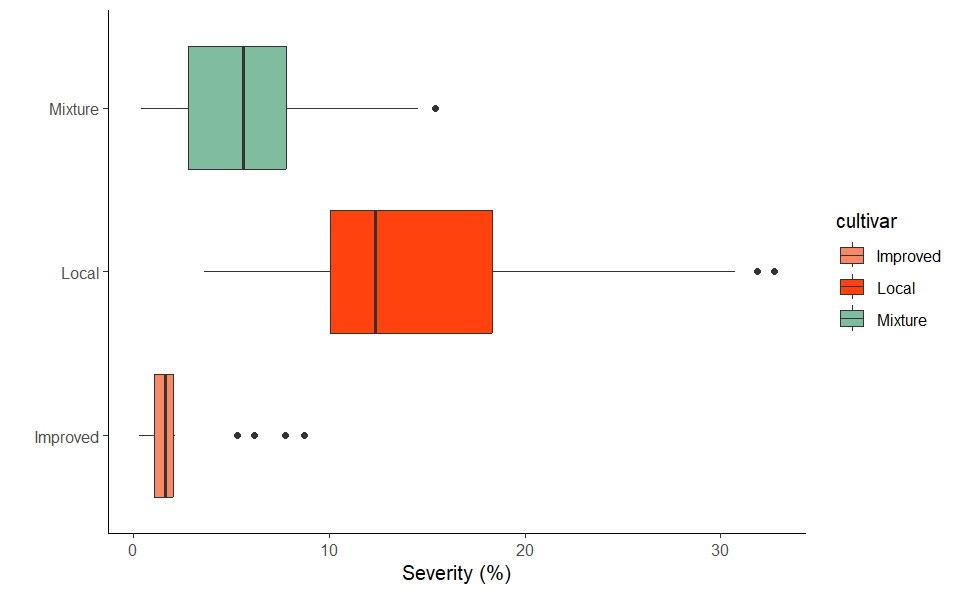 Mixture
Local
Improved
0 10 20 30
Severity (%)
cultivar
Improved
Local
Mixture